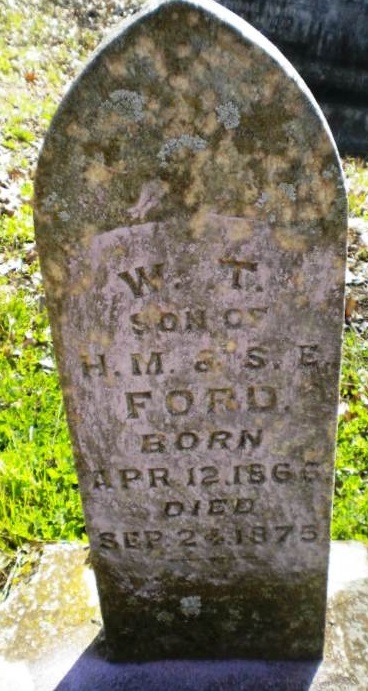 W. T.
SON OF
H. M. & S. E.
FORD.
BORN
APR. 12. 1866
DIED
SEP. 24. 1875